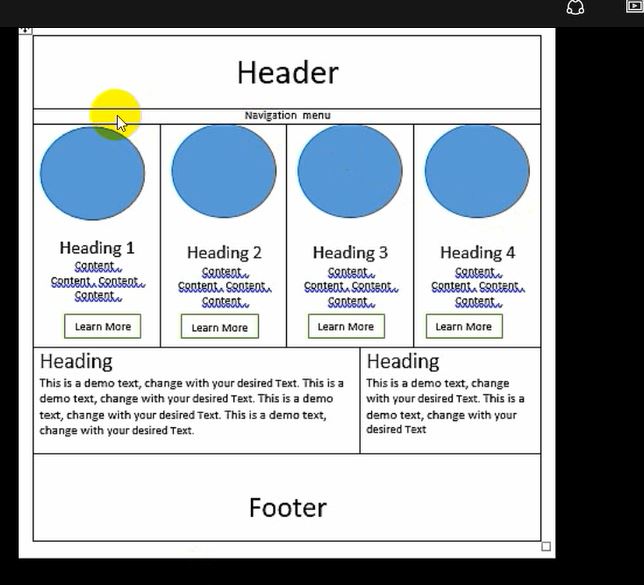 Header
Navigation menu
Heading 1
Content..
Content.. Content..
Content..
Learn More
Heading 2
Content..
Content.. Content..
Content..
Learn More
Heading 3
Content..
Content.. Content..
Content..
Learn More
Heading 4
Content..
Content.. Content..
Content..
Learn More
Heading
This is a demo text, change with your desired Text. This is a
demo text, change with your desired Text. This is a demo
text, change with your desired Text. This is a demo text,
change with your desired Text.
Heading
This is a demo text, change
with your desired Text. This is a
demo text, change with your
desired Text
Footer